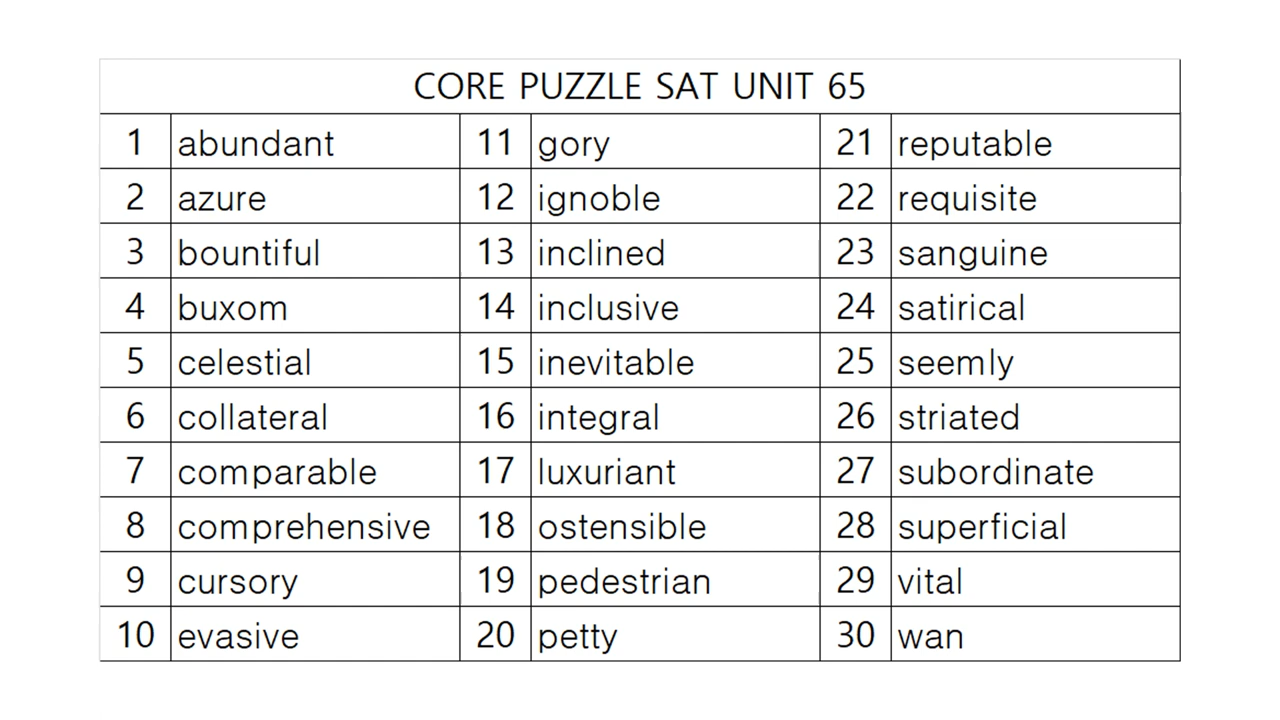 CORE PUZZLE SAT UNIT 65
1 abundant 11 gory 21 reputable
2 azure 12 ignoble 22 requisite
3 bountiful 13 inclined 23 sanguine
4 buxom 14 inclusive 24 satirical
5 celestial 15 inevitable 25 seemly
6 collateral 16 integral 26 striated
7 comparable 17 luxuriant 27 subordinate
8 comprehensive 18 ostensible 28 superficial
9 cursory 19 pedestrian 29 vital
10 evasive 20 petty 30 wan